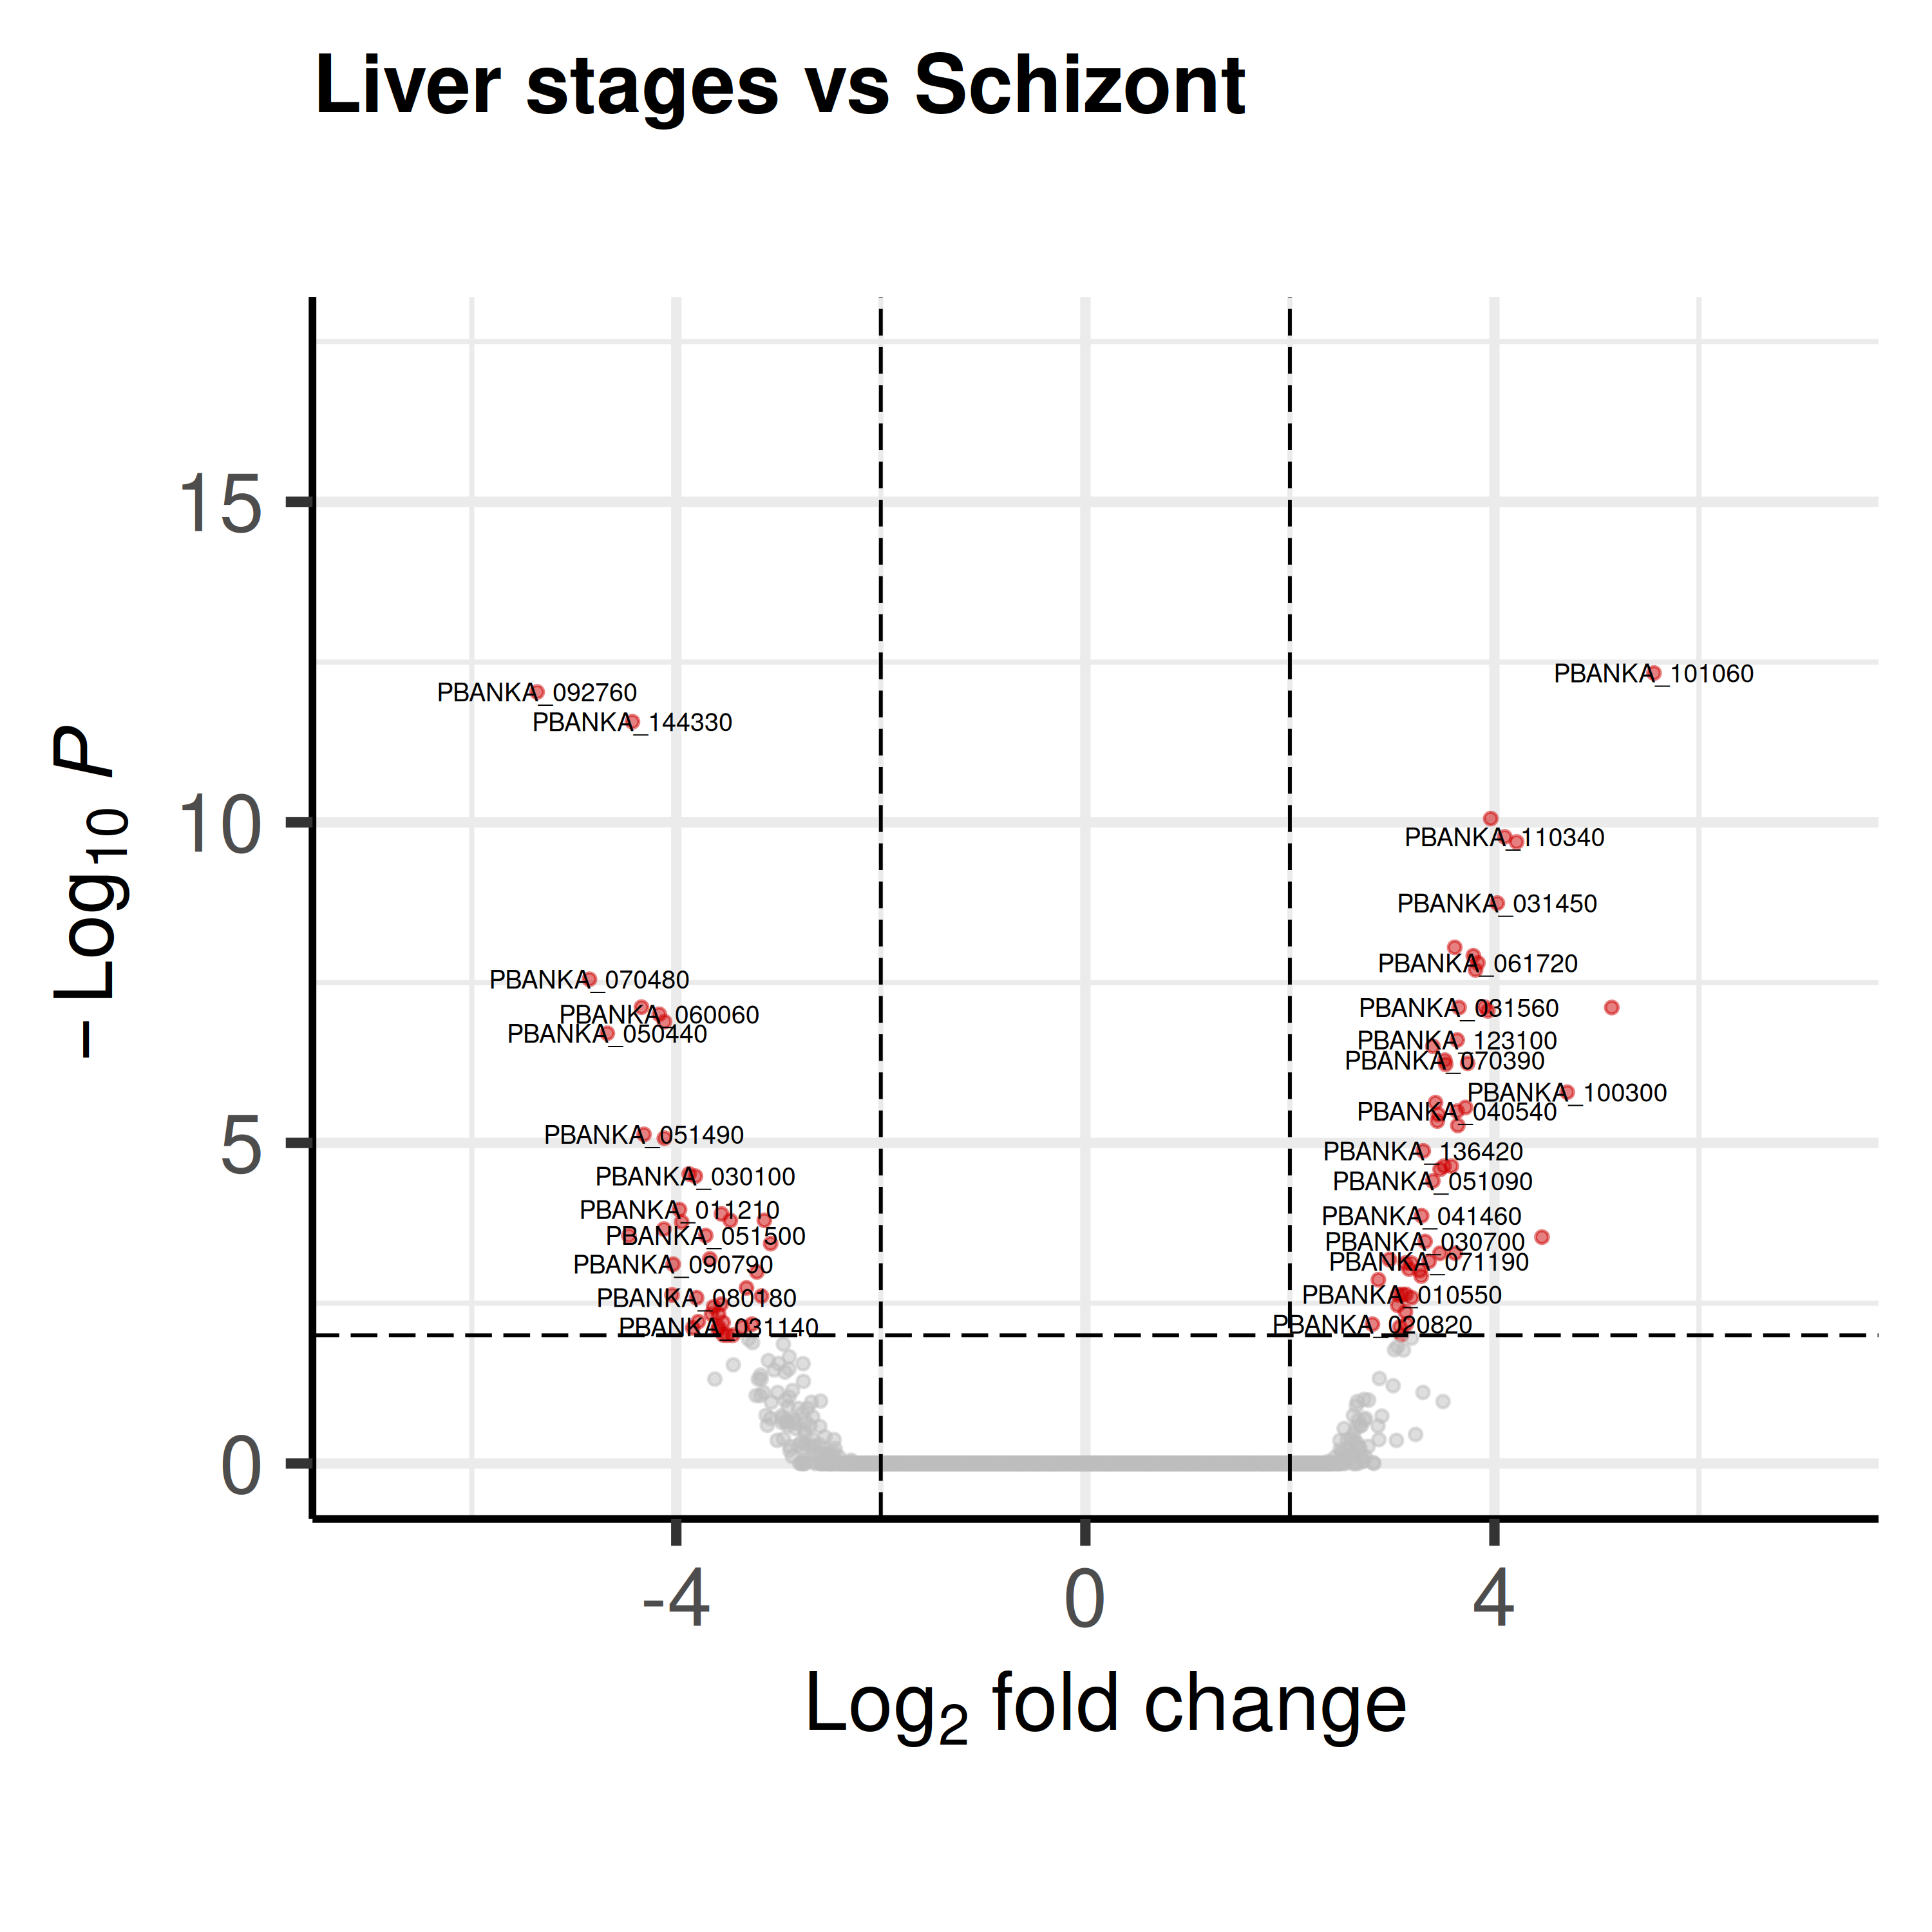 Liver stages vs Schizont
− Log10 P
15
10
5
0
PBANKA_101060
PBANKA_092760
PBANKA_144330
PBANKA_110340
PBANKA_031450
PBANKA_061720
PBANKA_070480
PBANKA_031560
PBANKA_060060
PBANKA_050440
PBANKA_123100
PBANKA_070390
PBANKA_100300
PBANKA_040540
PBANKA_051490
PBANKA_136420
PBANKA_030100
PBANKA_051090
PBANKA_011210
PBANKA_041460
PBANKA_051500
PBANKA_030700
PBANKA_071190
PBANKA_090790
PBANKA_010550
PBANKA_080180
PBANKA_020820
PBANKA_031140
-4
0
4
Log2 fold change